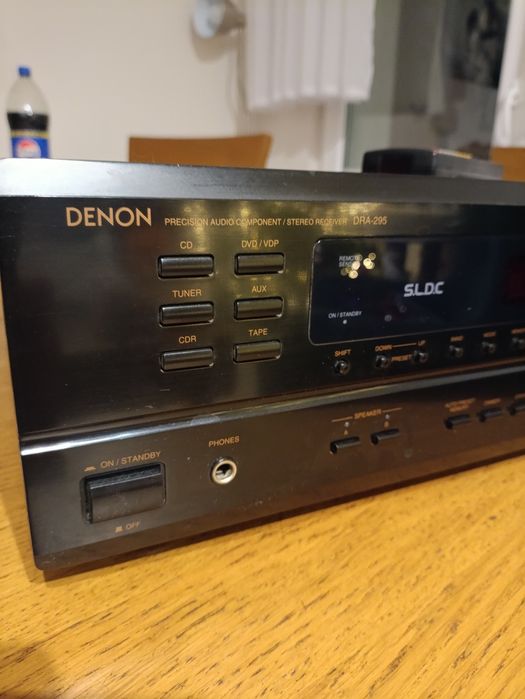 DENON PRECISION AUDIO COMPONENT / STEREO RECEIVER DRA-295
CD DVD / VDP
TUNER AUX
CDR TAPE
REMOTE
S.L.D.C
ON / STANDBY
SHIFT DOWN PRESET UP
SPEAKER
A B
PHONES
ON / STANDBY
OFF